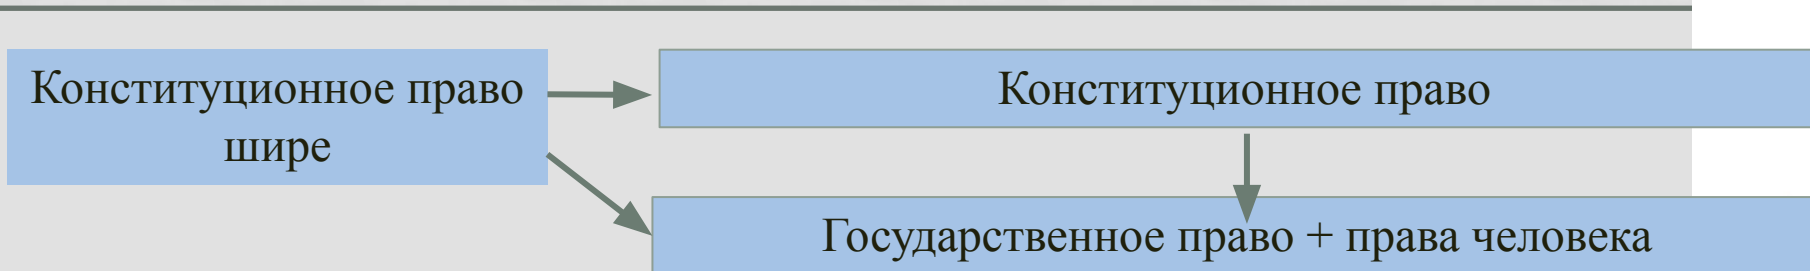 Конституционное право
шире
Конституционное право
Государственное право + права человека